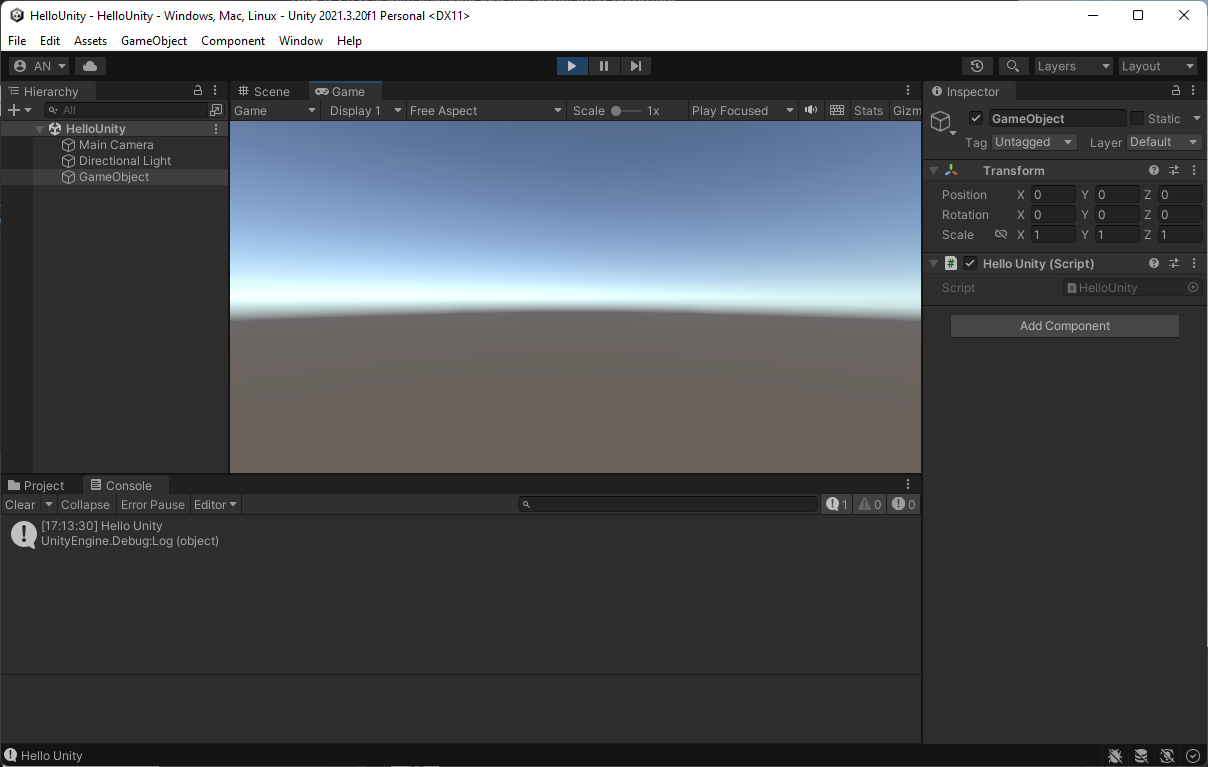 HelloUnity - HelloUnity - Windows, Mac, Linux - Unity 2021.3.20f1 Personal <DX11>
File Edit Assets GameObject Component Window Help
AN Layers Layout
Hierarchy
All
HelloUnity
Main Camera
Directional Light
GameObject
Scene Game
Game Display 1 Free Aspect Scale 1x Play Focused Stats Gizm
Inspector
GameObject Static
Tag Untagged Layer Default
Transform
Position X 0 Y 0 Z 0
Rotation X 0 Y 0 Z 0
Scale X 1 Y 1 Z 1
# Hello Unity (Script)
Script HelloUnity
Add Component
Project Console
Clear Collapse Error Pause Editor 1 0 0
[17:13:30] Hello Unity
UnityEngine.Debug:Log (object)
Hello Unity